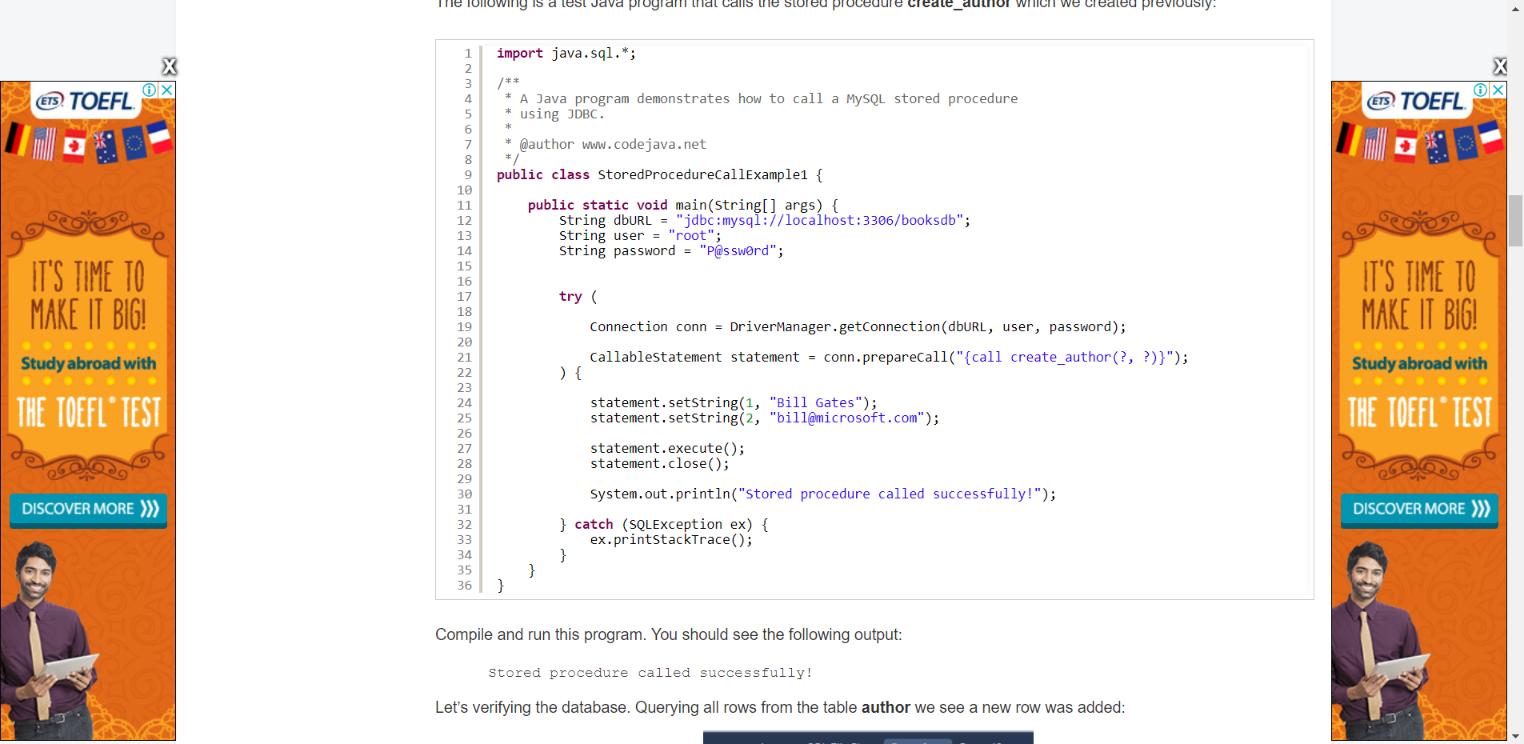 The following is a test Java program that calls the stored procedure create_author which we created previously:
X
X
ETS TOEFL
IT'S TIME TO
MAKE IT BIG!
Study abroad with
THE TOEFL® TEST
DISCOVER MORE
1 import java.sql.*;
2
3 /**
4 * A Java program demonstrates how to call a MySQL stored procedure
5 * using JDBC.
6 *
7 * @author www.codejava.net
8 */
9 public class StoredProcedureCallExample1 {
10
11 public static void main(String[] args) {
12 String dbURL = "jdbc:mysql://localhost:3306/booksdb";
13 String user = "root";
14 String password = "P@ssw0rd";
15
16
17 try (
18
19 Connection conn = DriverManager.getConnection(dbURL, user, password);
20
21 CallableStatement statement = conn.prepareCall("{call create_author(?, ?)}");
22 ) {
23
24 statement.setString(1, "Bill Gates");
25 statement.setString(2, "bill@microsoft.com");
26
27 statement.execute();
28 statement.close();
29
30 System.out.println("Stored procedure called successfully!");
31
32 } catch (SQLException ex) {
33 ex.printStackTrace();
34 }
35 }
36 }
Compile and run this program. You should see the following output:
Stored procedure called successfully!
Let's verifying the database. Querying all rows from the table author we see a new row was added:
ETS TOEFL
IT'S TIME TO
MAKE IT BIG!
Study abroad with
THE TOEFL® TEST
DISCOVER MORE